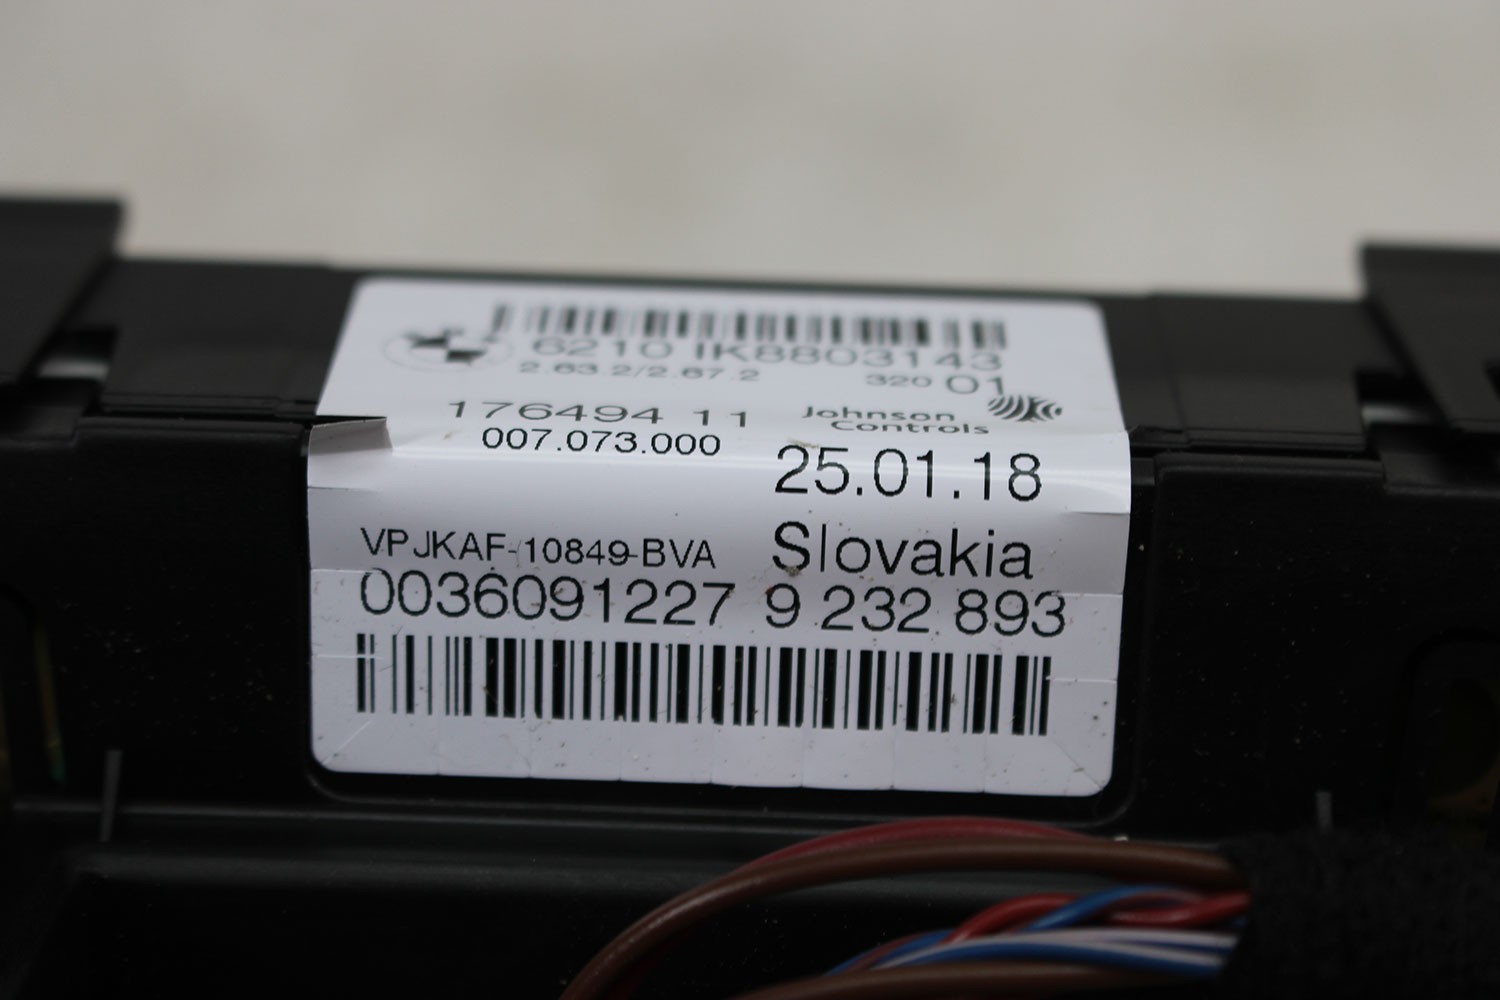 6210 IK8803143
2.63.2/2.67.2 320 01
176494 11 Johnson Controls
007.073.000 25.01.18
VPJKAF-10849-BVA Slovakia
0036091227 9 232 893